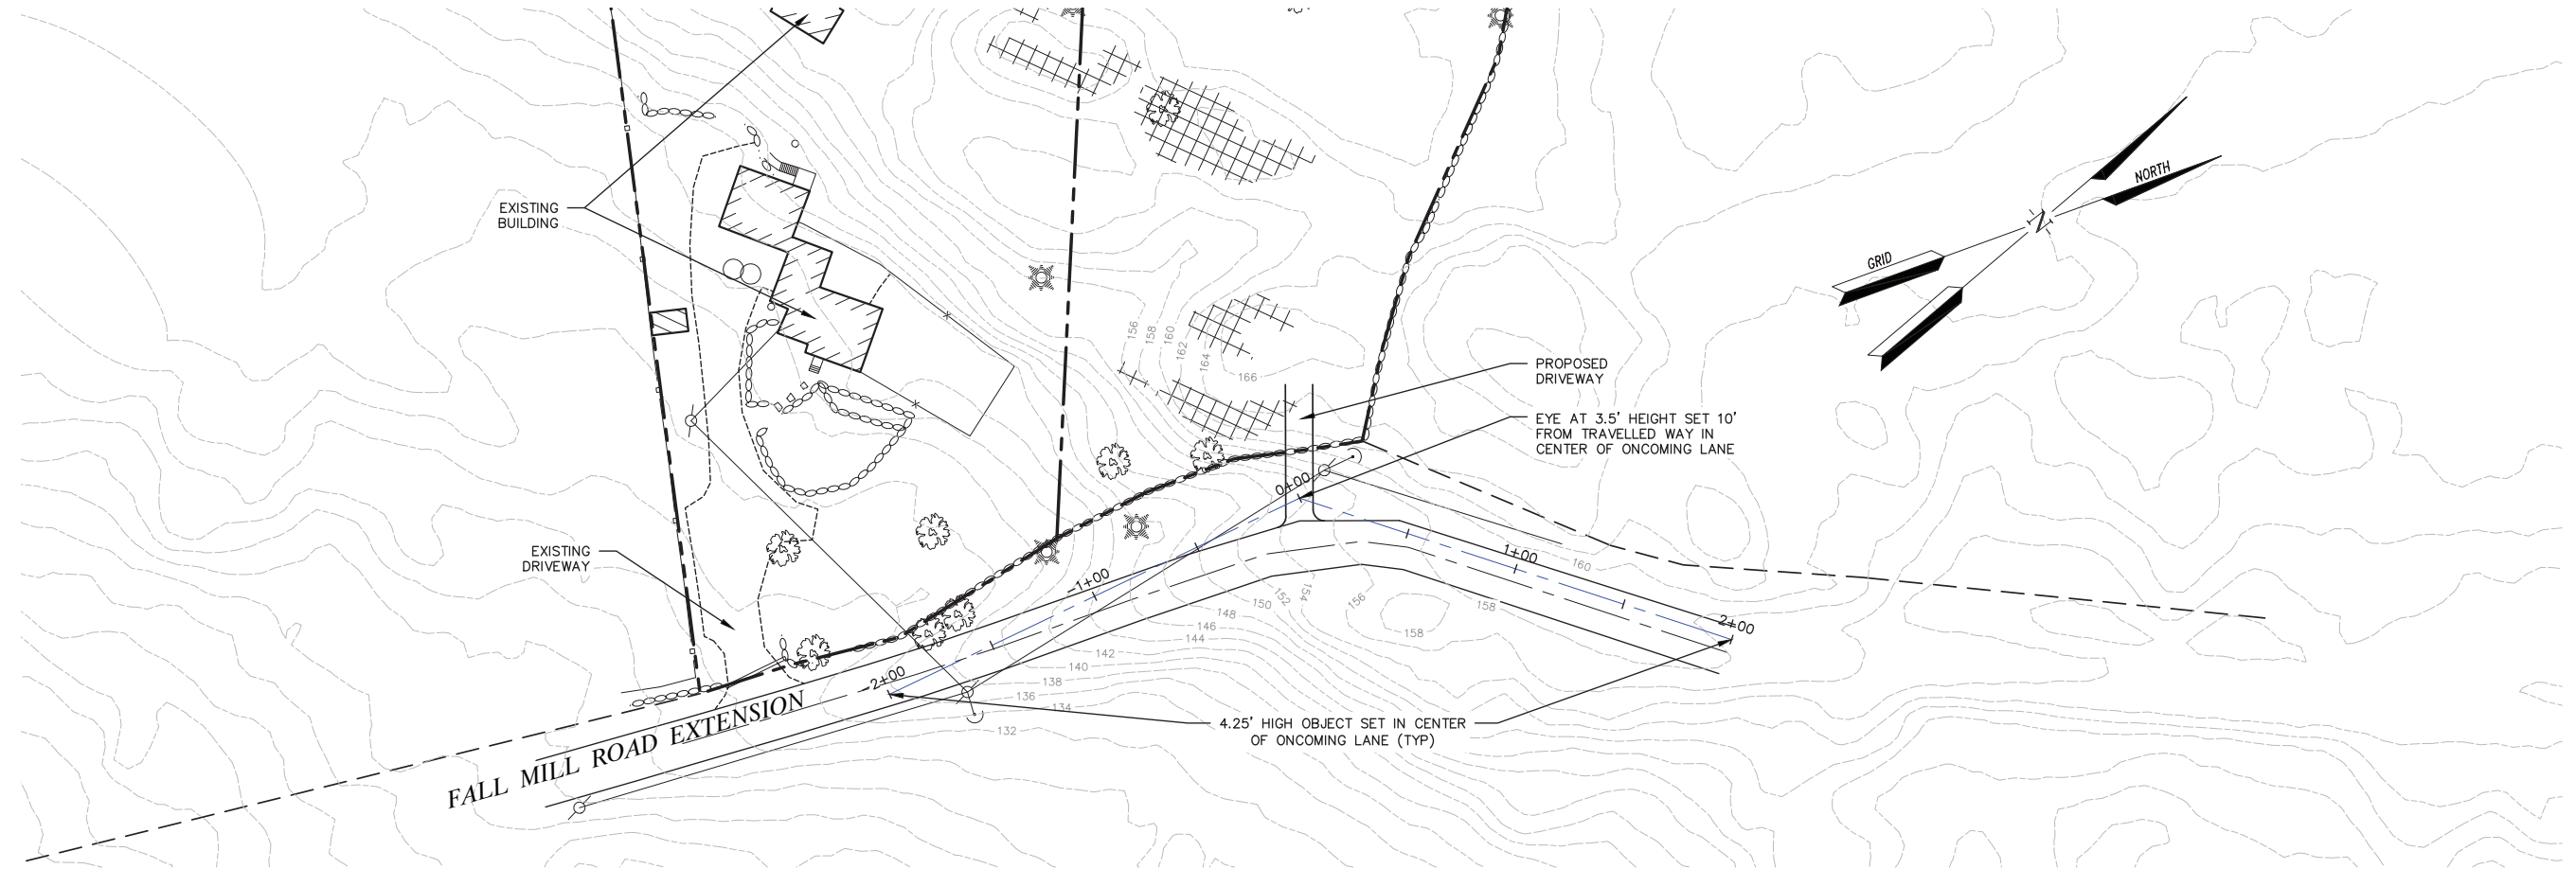 NORTH
N
GRID
EXISTING
BUILDING
156
158
160
162
164
166
PROPOSED
DRIVEWAY
EYE AT 3.5' HEIGHT SET 10'
FROM TRAVELLED WAY IN
CENTER OF ONCOMING LANE
0+00
1+00
2+00
-1+00
-2+00
160
158
158
156
154
152
150
148
146
144
142
140
138
136
134
132
EXISTING
DRIVEWAY
FALL MILL ROAD EXTENSION
4.25' HIGH OBJECT SET IN CENTER
OF ONCOMING LANE (TYP)